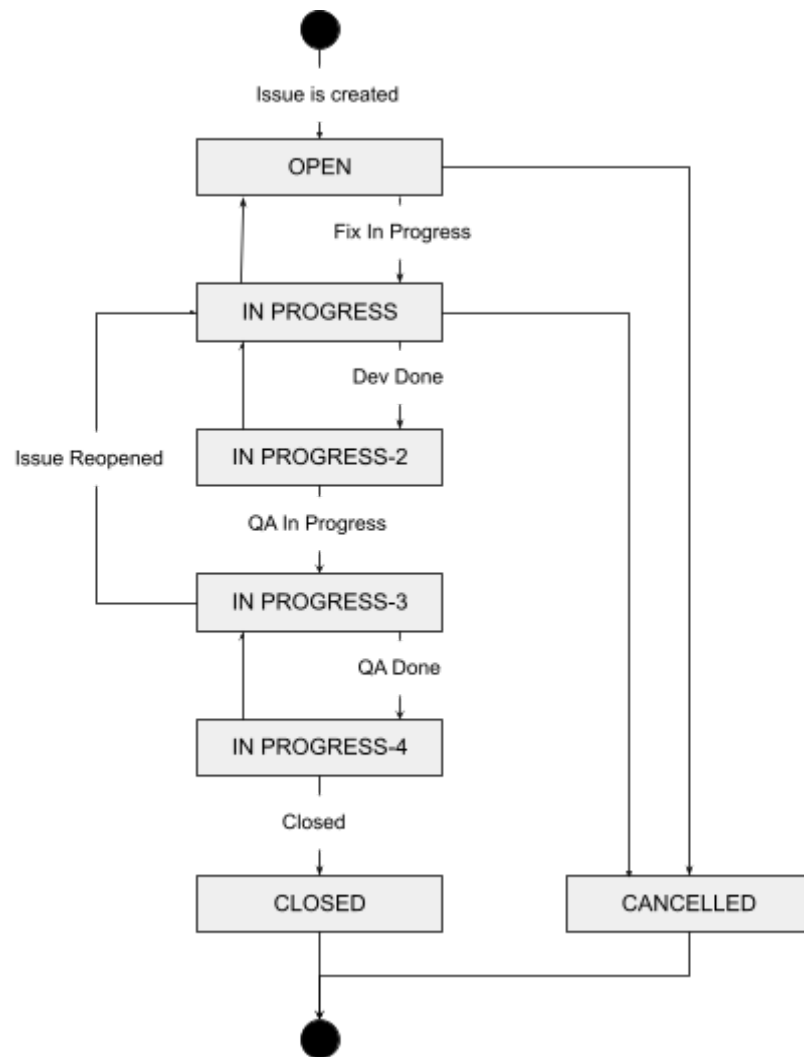 Issue is created
OPEN
Fix In Progress
IN PROGRESS
Dev Done
IN PROGRESS-2
Issue Reopened
QA In Progress
IN PROGRESS-3
QA Done
IN PROGRESS-4
Closed
CLOSED
CANCELLED